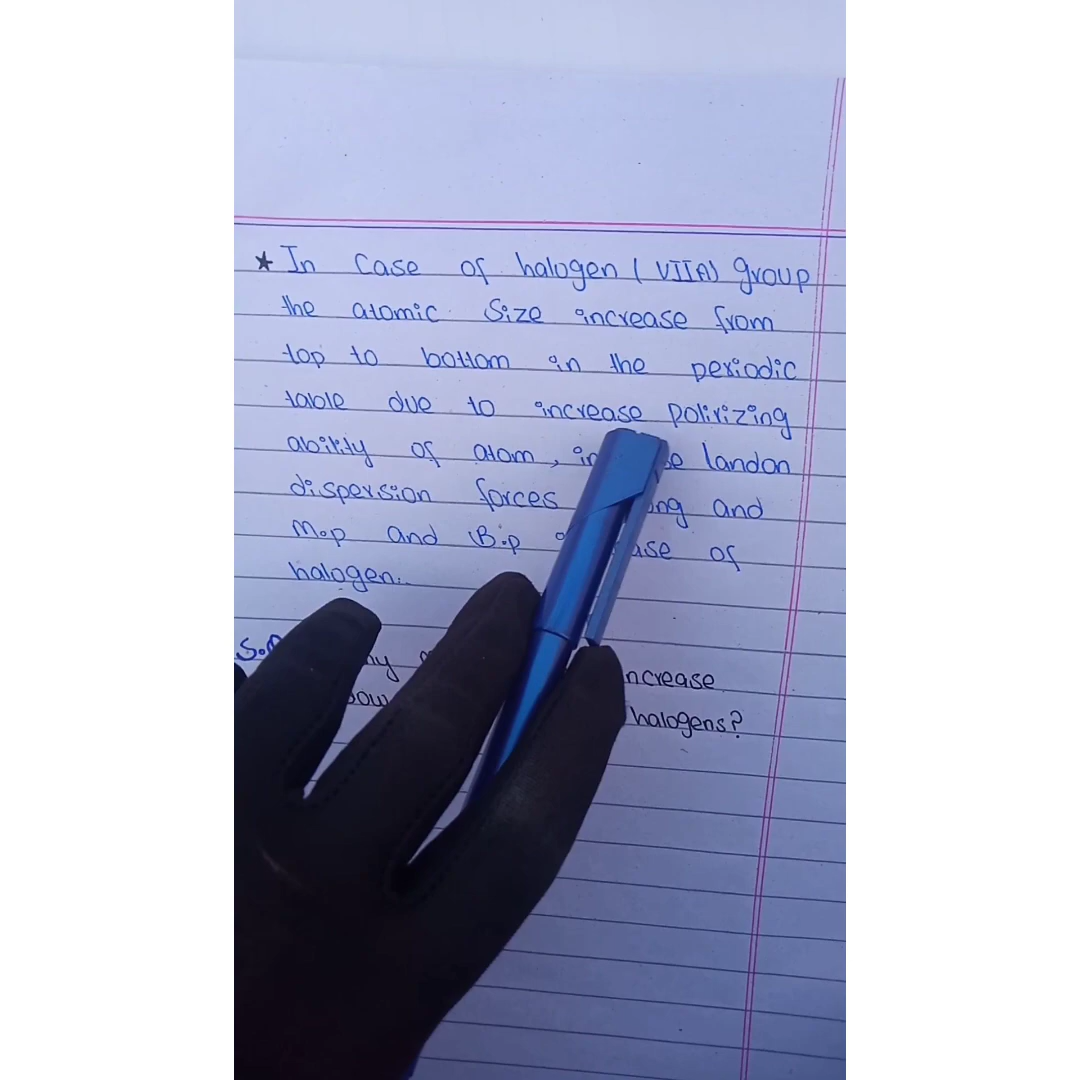 ★ In Case of halogen (VIIA) group
the atomic Size increase from
top to bottom in the periodic
table due to increase polirizing
ability of atom, landon
dispersion forces and
M.p and B.p of
halogen.
ncrease
halogens?